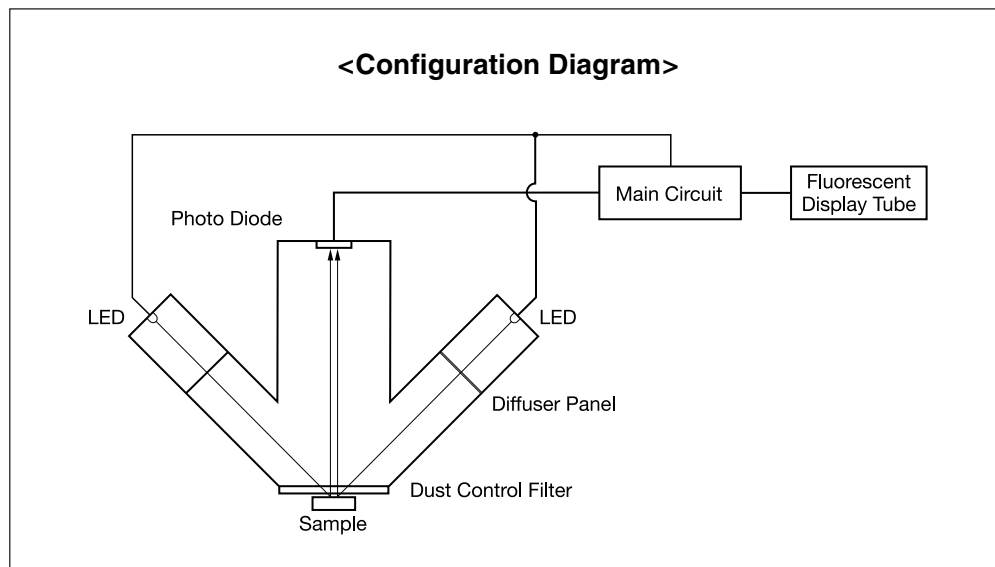 <Configuration Diagram>
Main Circuit
Fluorescent
Display Tube
Photo Diode
LED
LED
Diffuser Panel
Dust Control Filter
Sample